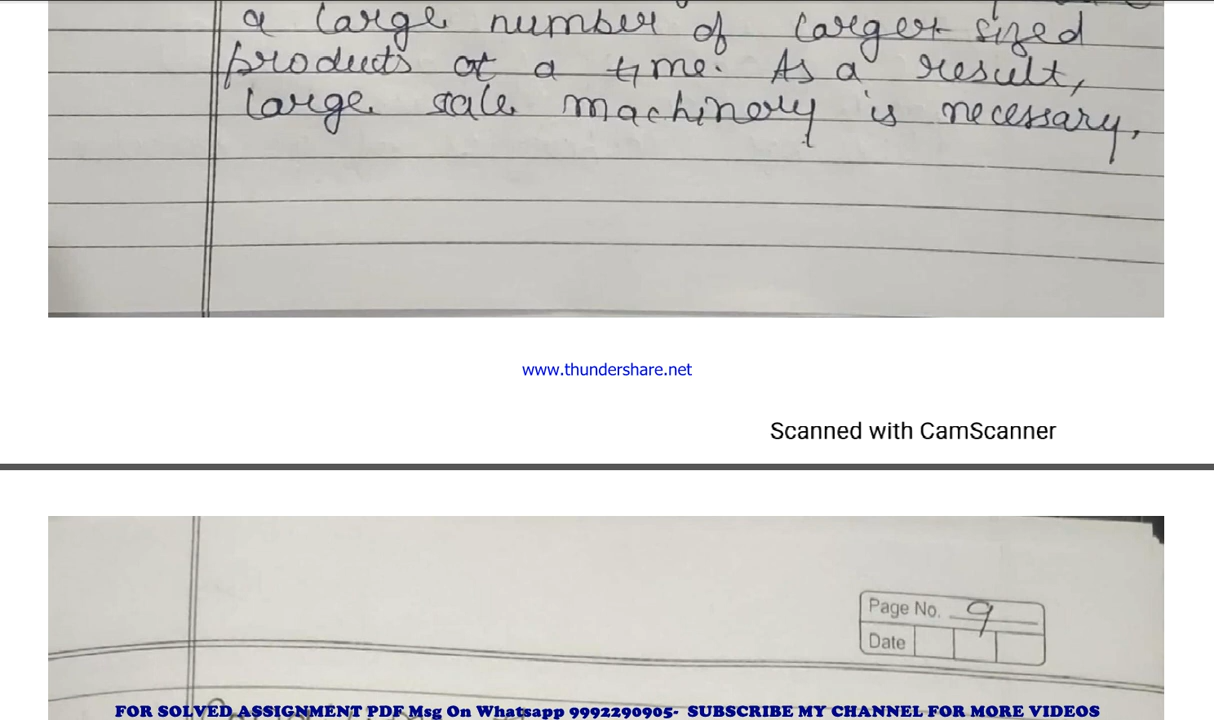 a large number of larger sized
products at a time. As a result,
large scale machinery is necessary.
www.thundershare.net
Scanned with CamScanner
Page No. 9
Date
FOR SOLVED ASSIGNMENT PDF Msg On Whatsapp 9992290905- SUBSCRIBE MY CHANNEL FOR MORE VIDEOS